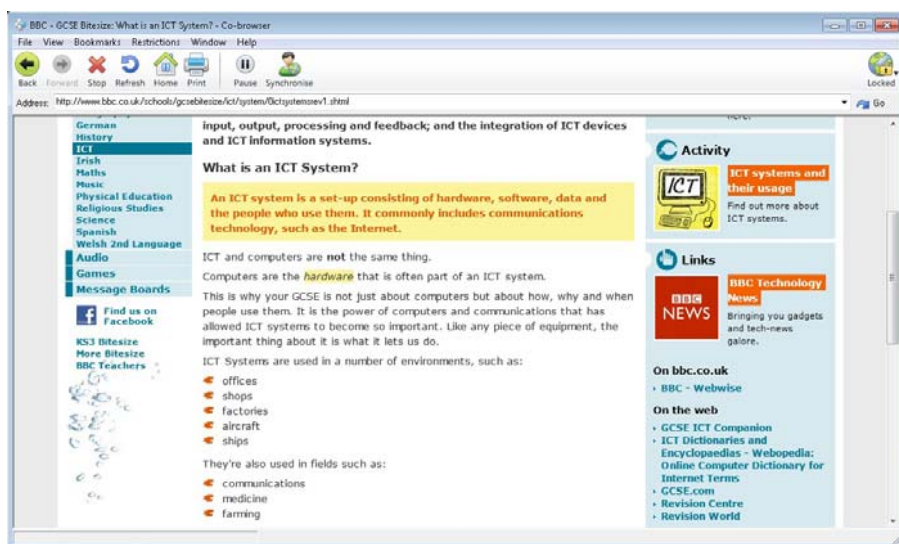 BBC - GCSE Bitesize: What is an ICT System? - Co-browser
File View Bookmarks Restrictions Window Help
Back Forward Stop Refresh Home Print Pause Synchronise Locked
Address: http://www.bbc.co.uk/schools/gcsebitesize/ict/system/0ictsystemsrev1.shtml Go
German
History
ICT
Irish
Maths
Music
Physical Education
Religious Studies
Science
Spanish
Welsh 2nd Language
Audio
Games
Message Boards
Find us on
Facebook
KS3 Bitesize
More Bitesize
BBC Teachers
input, output, processing and feedback; and the integration of ICT devices
and ICT information systems.
What is an ICT System?
An ICT system is a set-up consisting of hardware, software, data and
the people who use them. It commonly includes communications
technology, such as the Internet.
ICT and computers are not the same thing.
Computers are the hardware that is often part of an ICT system.
This is why your GCSE is not just about computers but about how, why and when
people use them. It is the power of computers and communications that has
allowed ICT systems to become so important. Like any piece of equipment, the
important thing about it is what it lets us do.
ICT Systems are used in a number of environments, such as:
offices
shops
factories
aircraft
ships
They're also used in fields such as:
communications
medicine
farming
here.
Activity
ICT
ICT systems and
their usage
Find out more about
ICT systems.
Links
BBC
NEWS
BBC Technology
News
Bringing you gadgets
and tech-news
galore.
On bbc.co.uk
BBC - Webwise
On the web
GCSE ICT Companion
ICT Dictionaries and
Encyclopaedias - Webopedia:
Online Computer Dictionary for
Internet Terms
GCSE.com
Revision Centre
Revision World